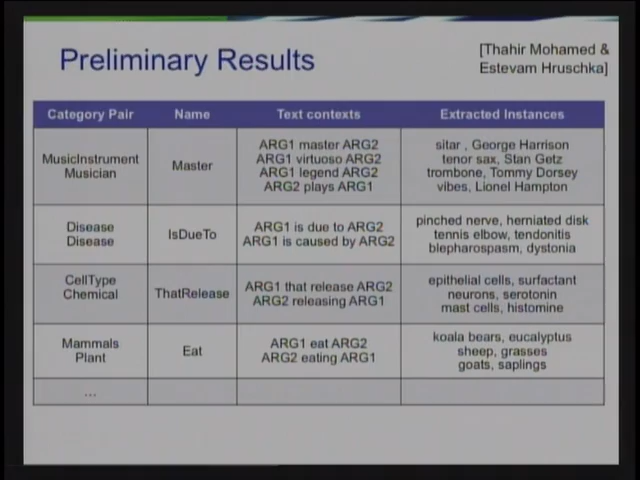 Preliminary Results
[Thahir Mohamed &
Estevam Hruschka]
Category Pair Name Text contexts Extracted Instances
MusicInstrument
Musician
Master
ARG1 master ARG2
ARG1 virtuoso ARG2
ARG1 legend ARG2
ARG2 plays ARG1
sitar , George Harrison
tenor sax, Stan Getz
trombone, Tommy Dorsey
vibes, Lionel Hampton
Disease
Disease
IsDueTo
ARG1 is due to ARG2
ARG1 is caused by ARG2
pinched nerve, herniated disk
tennis elbow, tendonitis
blepharospasm, dystonia
CellType
Chemical
ThatRelease
ARG1 that release ARG2
ARG2 releasing ARG1
epithelial cells, surfactant
neurons, serotonin
mast cells, histomine
Mammals
Plant
Eat
ARG1 eat ARG2
ARG2 eating ARG1
koala bears, eucalyptus
sheep, grasses
goats, saplings
...